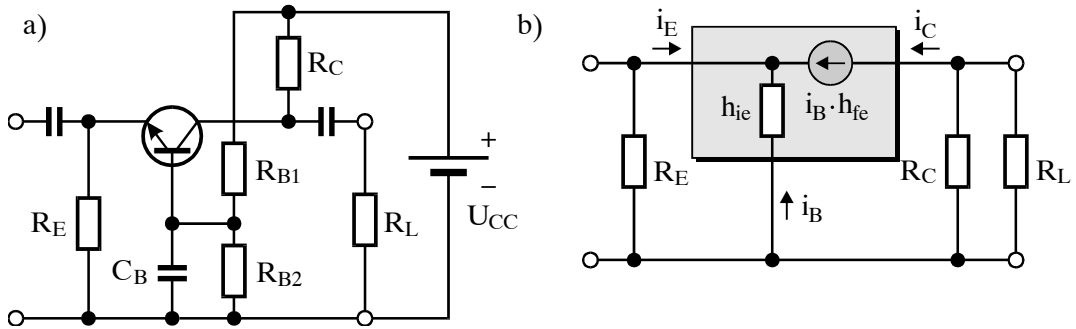 a)
R_C
R_B1
R_E
C_B
R_B2
R_L
+
−
U_CC
b)
i_E
i_C
h_ie
i_B·h_fe
R_E
i_B
R_C
R_L